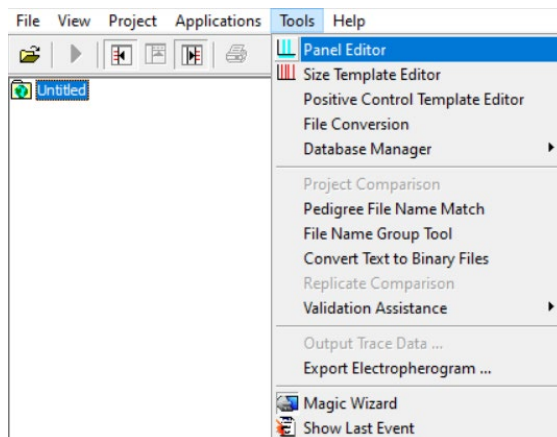 File View Project Applications Tools Help
Untitled
Panel Editor
Size Template Editor
Positive Control Template Editor
File Conversion
Database Manager
Project Comparison
Pedigree File Name Match
File Name Group Tool
Convert Text to Binary Files
Replicate Comparison
Validation Assistance
Output Trace Data ...
Export Electropherogram ...
Magic Wizard
Show Last Event